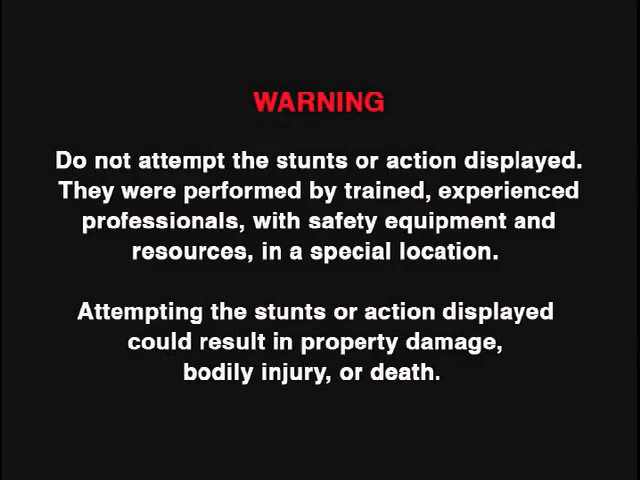 WARNING
Do not attempt the stunts or action displayed.
They were performed by trained, experienced
professionals, with safety equipment and
resources, in a special location.
Attempting the stunts or action displayed
could result in property damage,
bodily injury, or death.